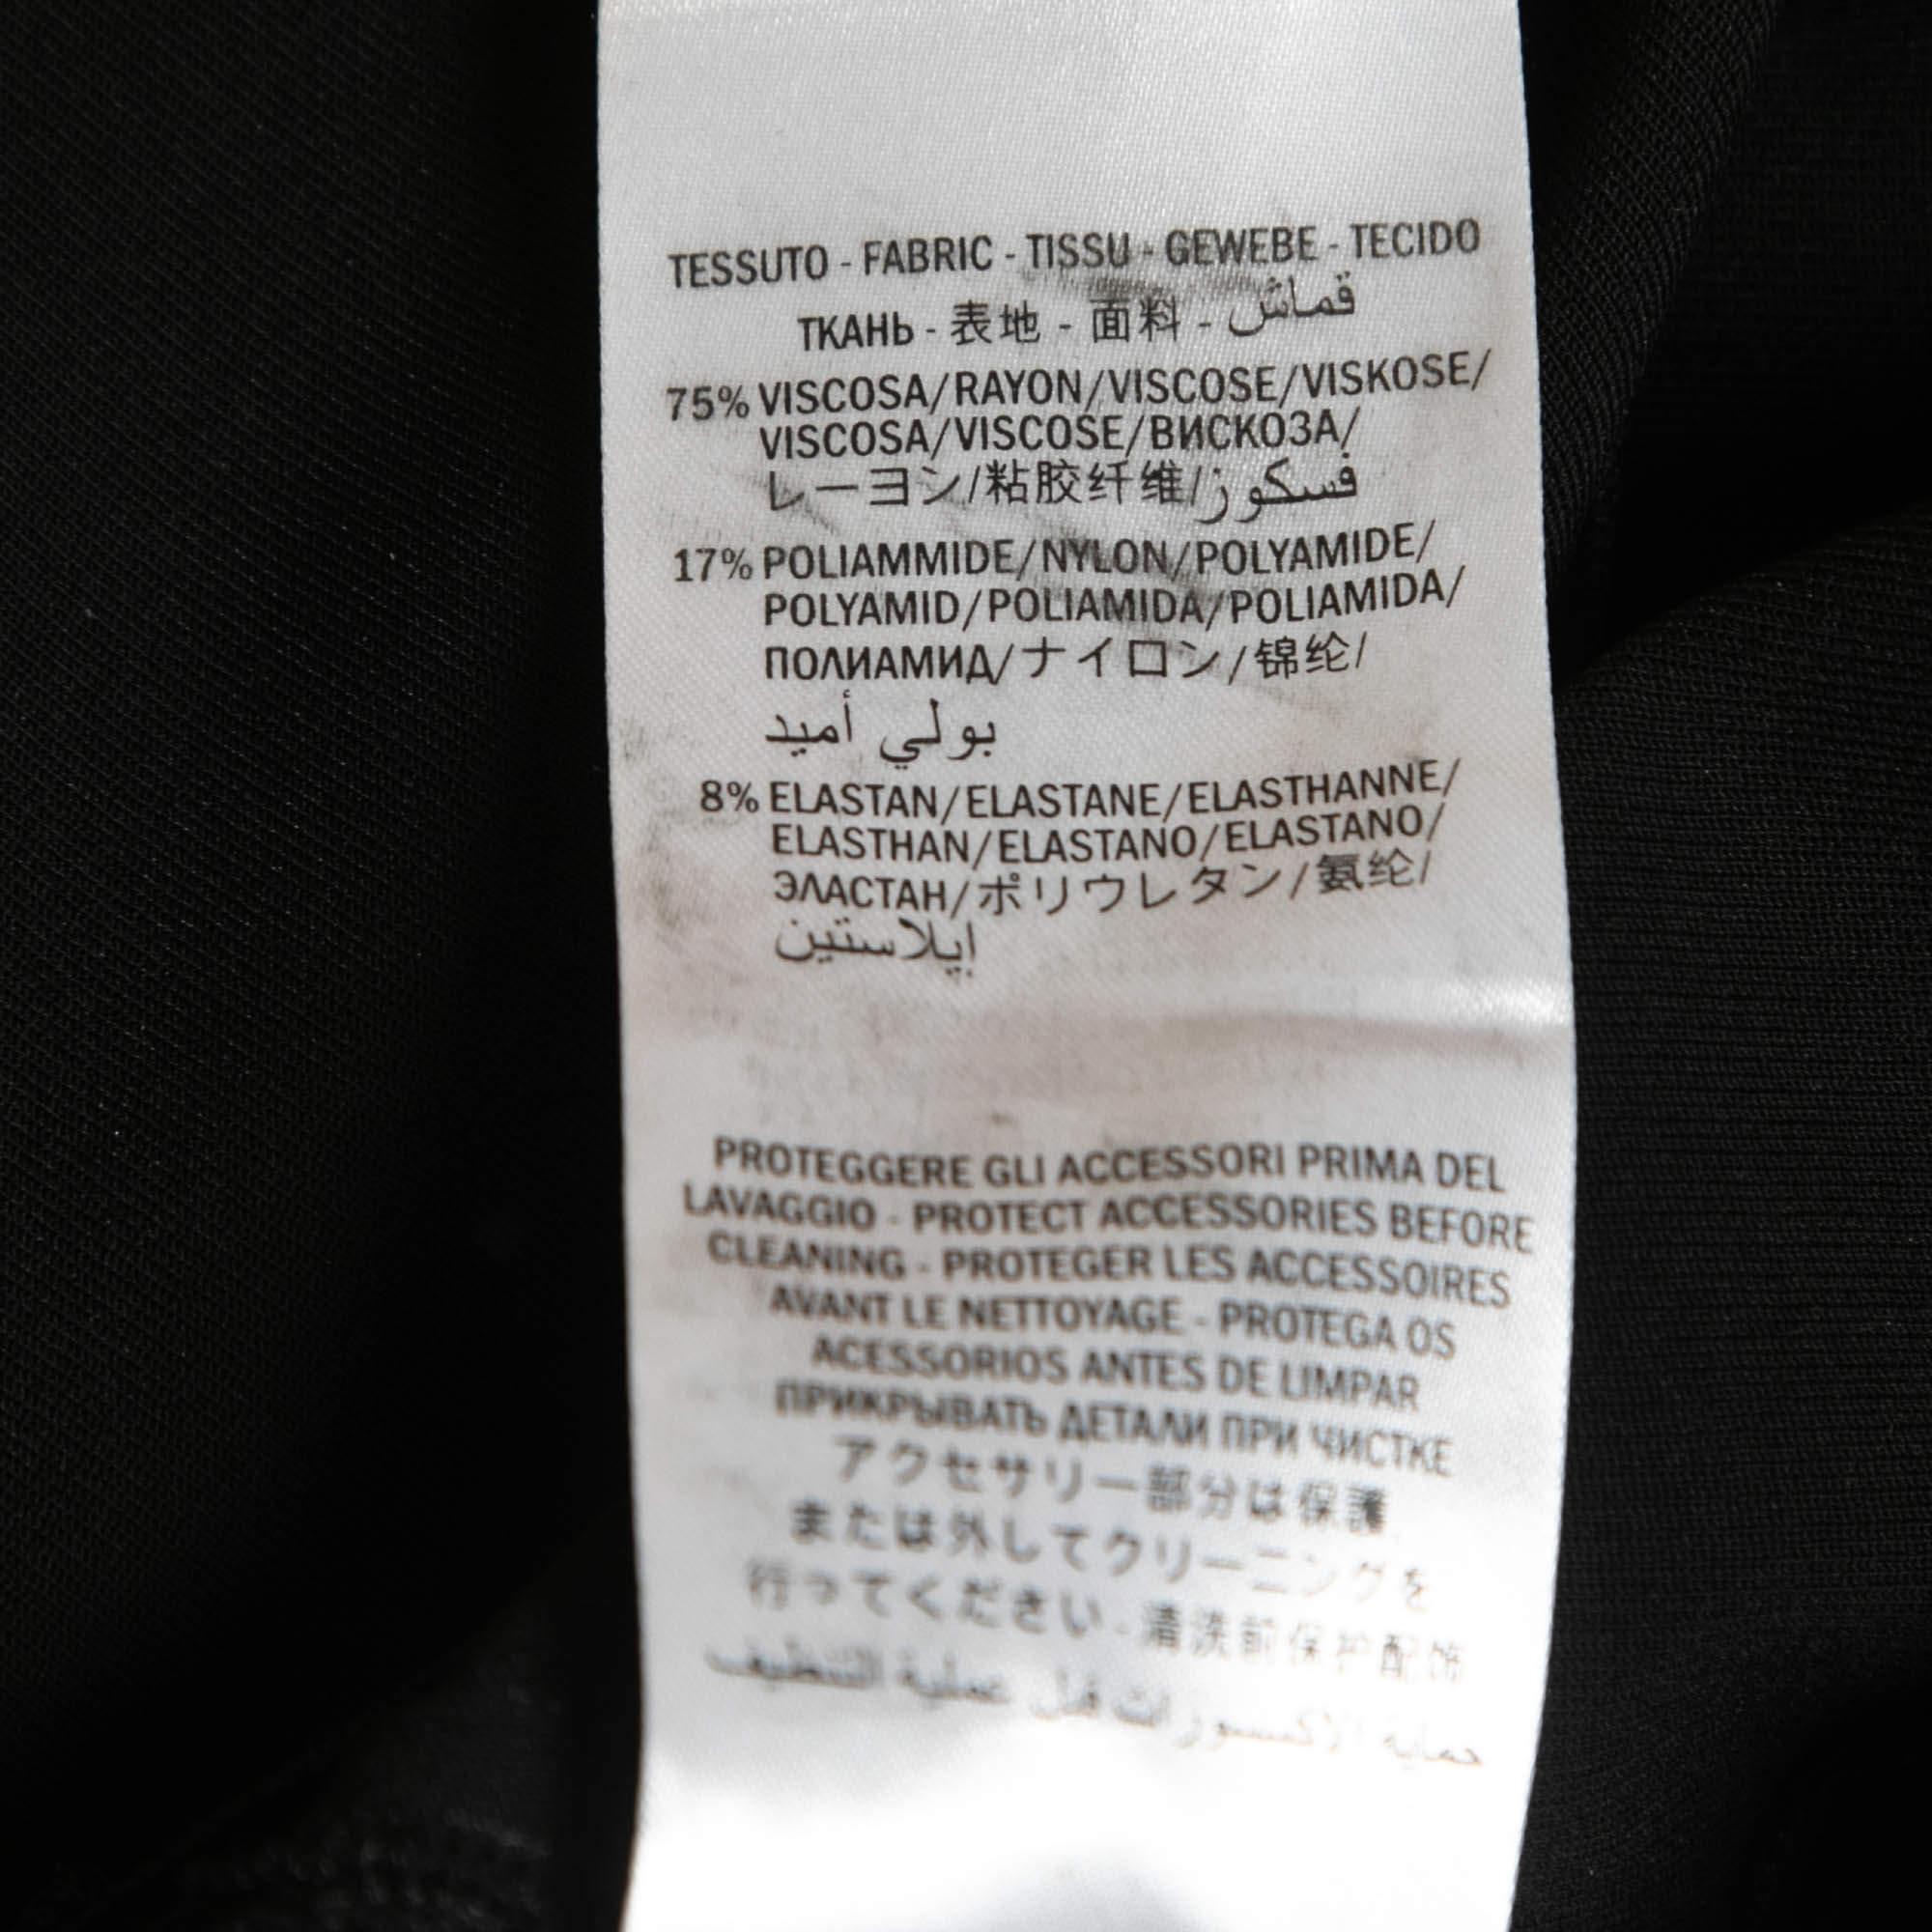 TESSUTO - FABRIC - TISSU - GEWEBE - TECIDO
ТКАНЬ - 表地 - 面料 - قماش
75% VISCOSA/RAYON/VISCOSE/VISKOSE/
VISCOSA/VISCOSE/ВИСКОЗА/
レーヨン/粘胶纤维/فسكوز
17% POLIAMMIDE/NYLON/POLYAMIDE/
POLYAMID/POLIAMIDA/POLIAMIDA/
ПОЛИАМИД/ナイロン/锦纶/
بولي أميد
8% ELASTAN/ELASTANE/ELASTHANNE/
ELASTHAN/ELASTANO/ELASTANO/
ЭЛАСТАН/ポリウレタン/氨纶/
إيلاستين
PROTEGGERE GLI ACCESSORI PRIMA DEL
LAVAGGIO - PROTECT ACCESSORIES BEFORE
CLEANING - PROTEGER LES ACCESSOIRES
AVANT LE NETTOYAGE - PROTEGA OS
ACESSORIOS ANTES DE LIMPAR
ПРИКРЫВАТЬ ДЕТАЛИ ПРИ ЧИСТКЕ
アクセサリー部分は保護
または外してクリーニングを
行ってください - 清洗前保护配饰
حماية الاكسسوزات قبل عملية التنظيف